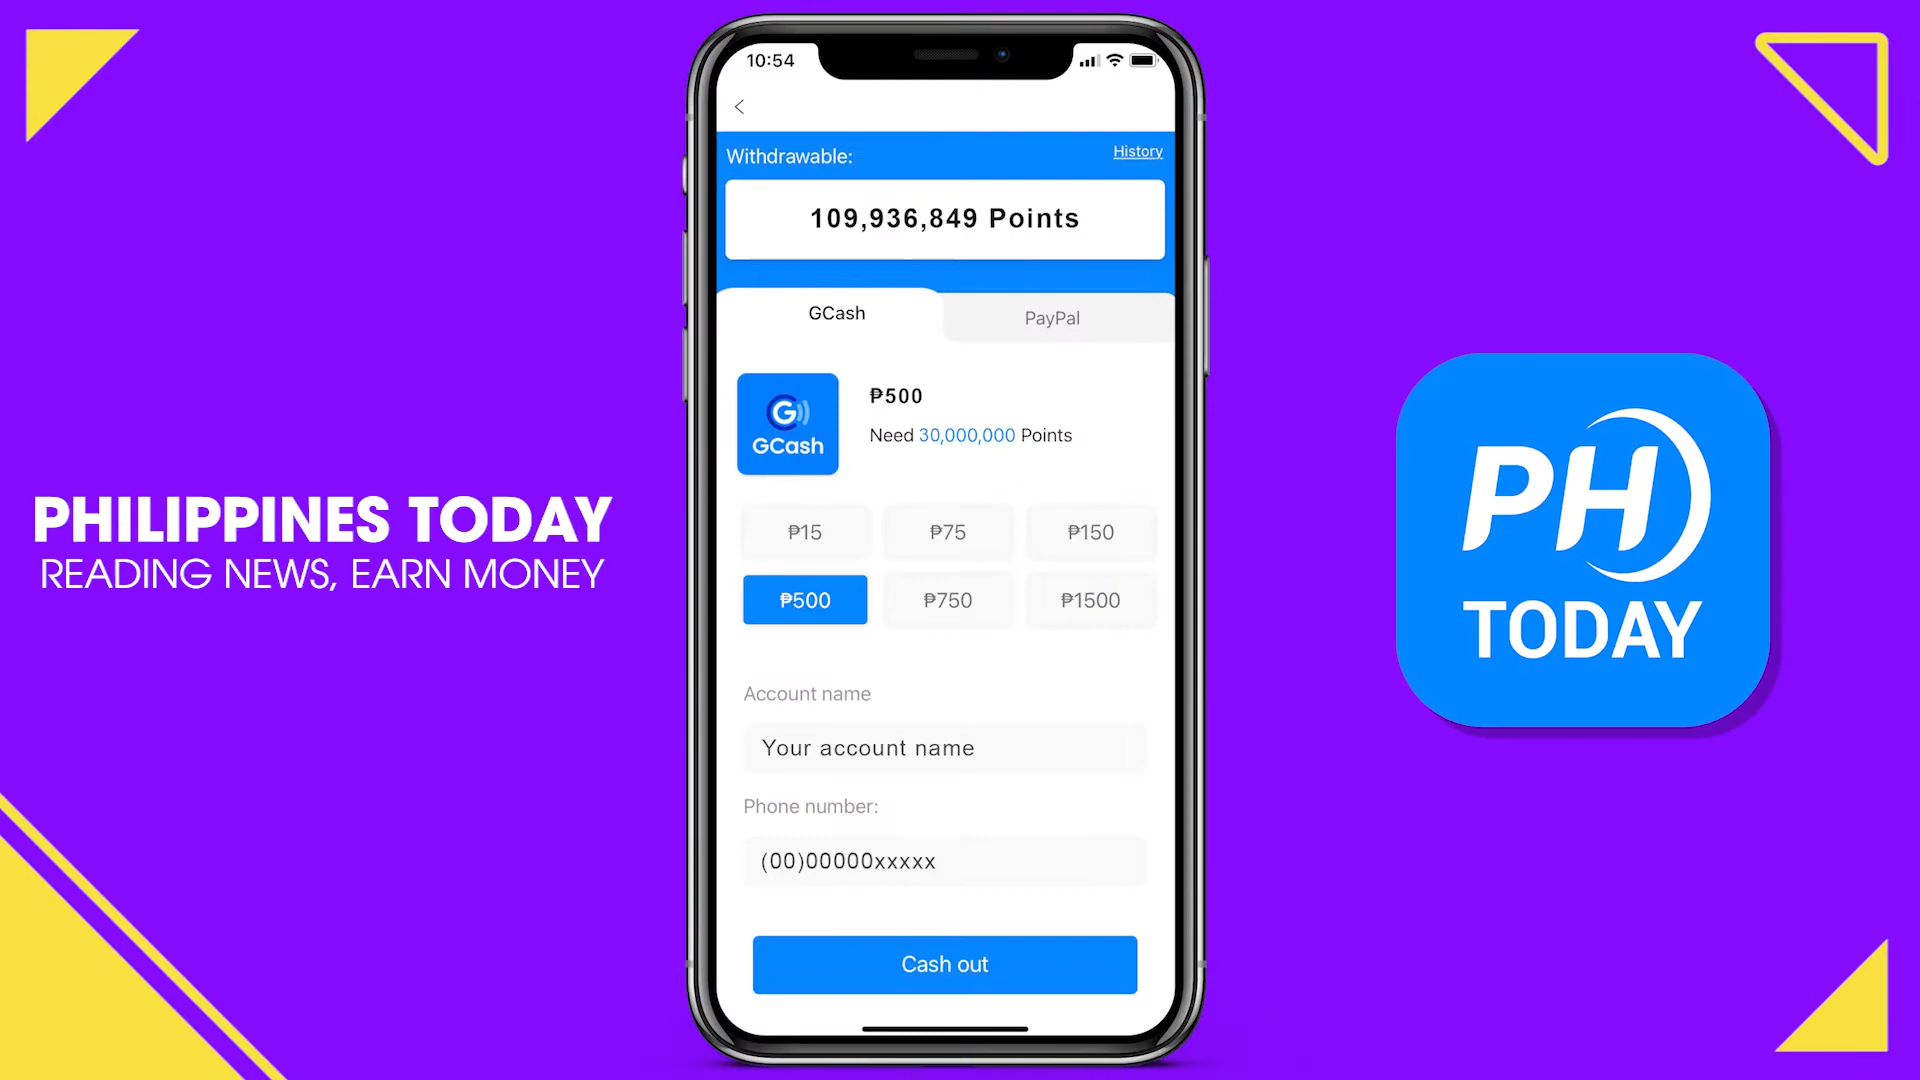 10:54
Withdrawable:
History
109,936,849 Points
GCash
PayPal
G
GCash
₱500
Need 30,000,000 Points
₱15
₱75
₱150
₱500
₱750
₱1500
Account name
Your account name
Phone number:
(00)00000xxxxx
Cash out
PHILIPPINES TODAY
READING NEWS, EARN MONEY
PH
TODAY